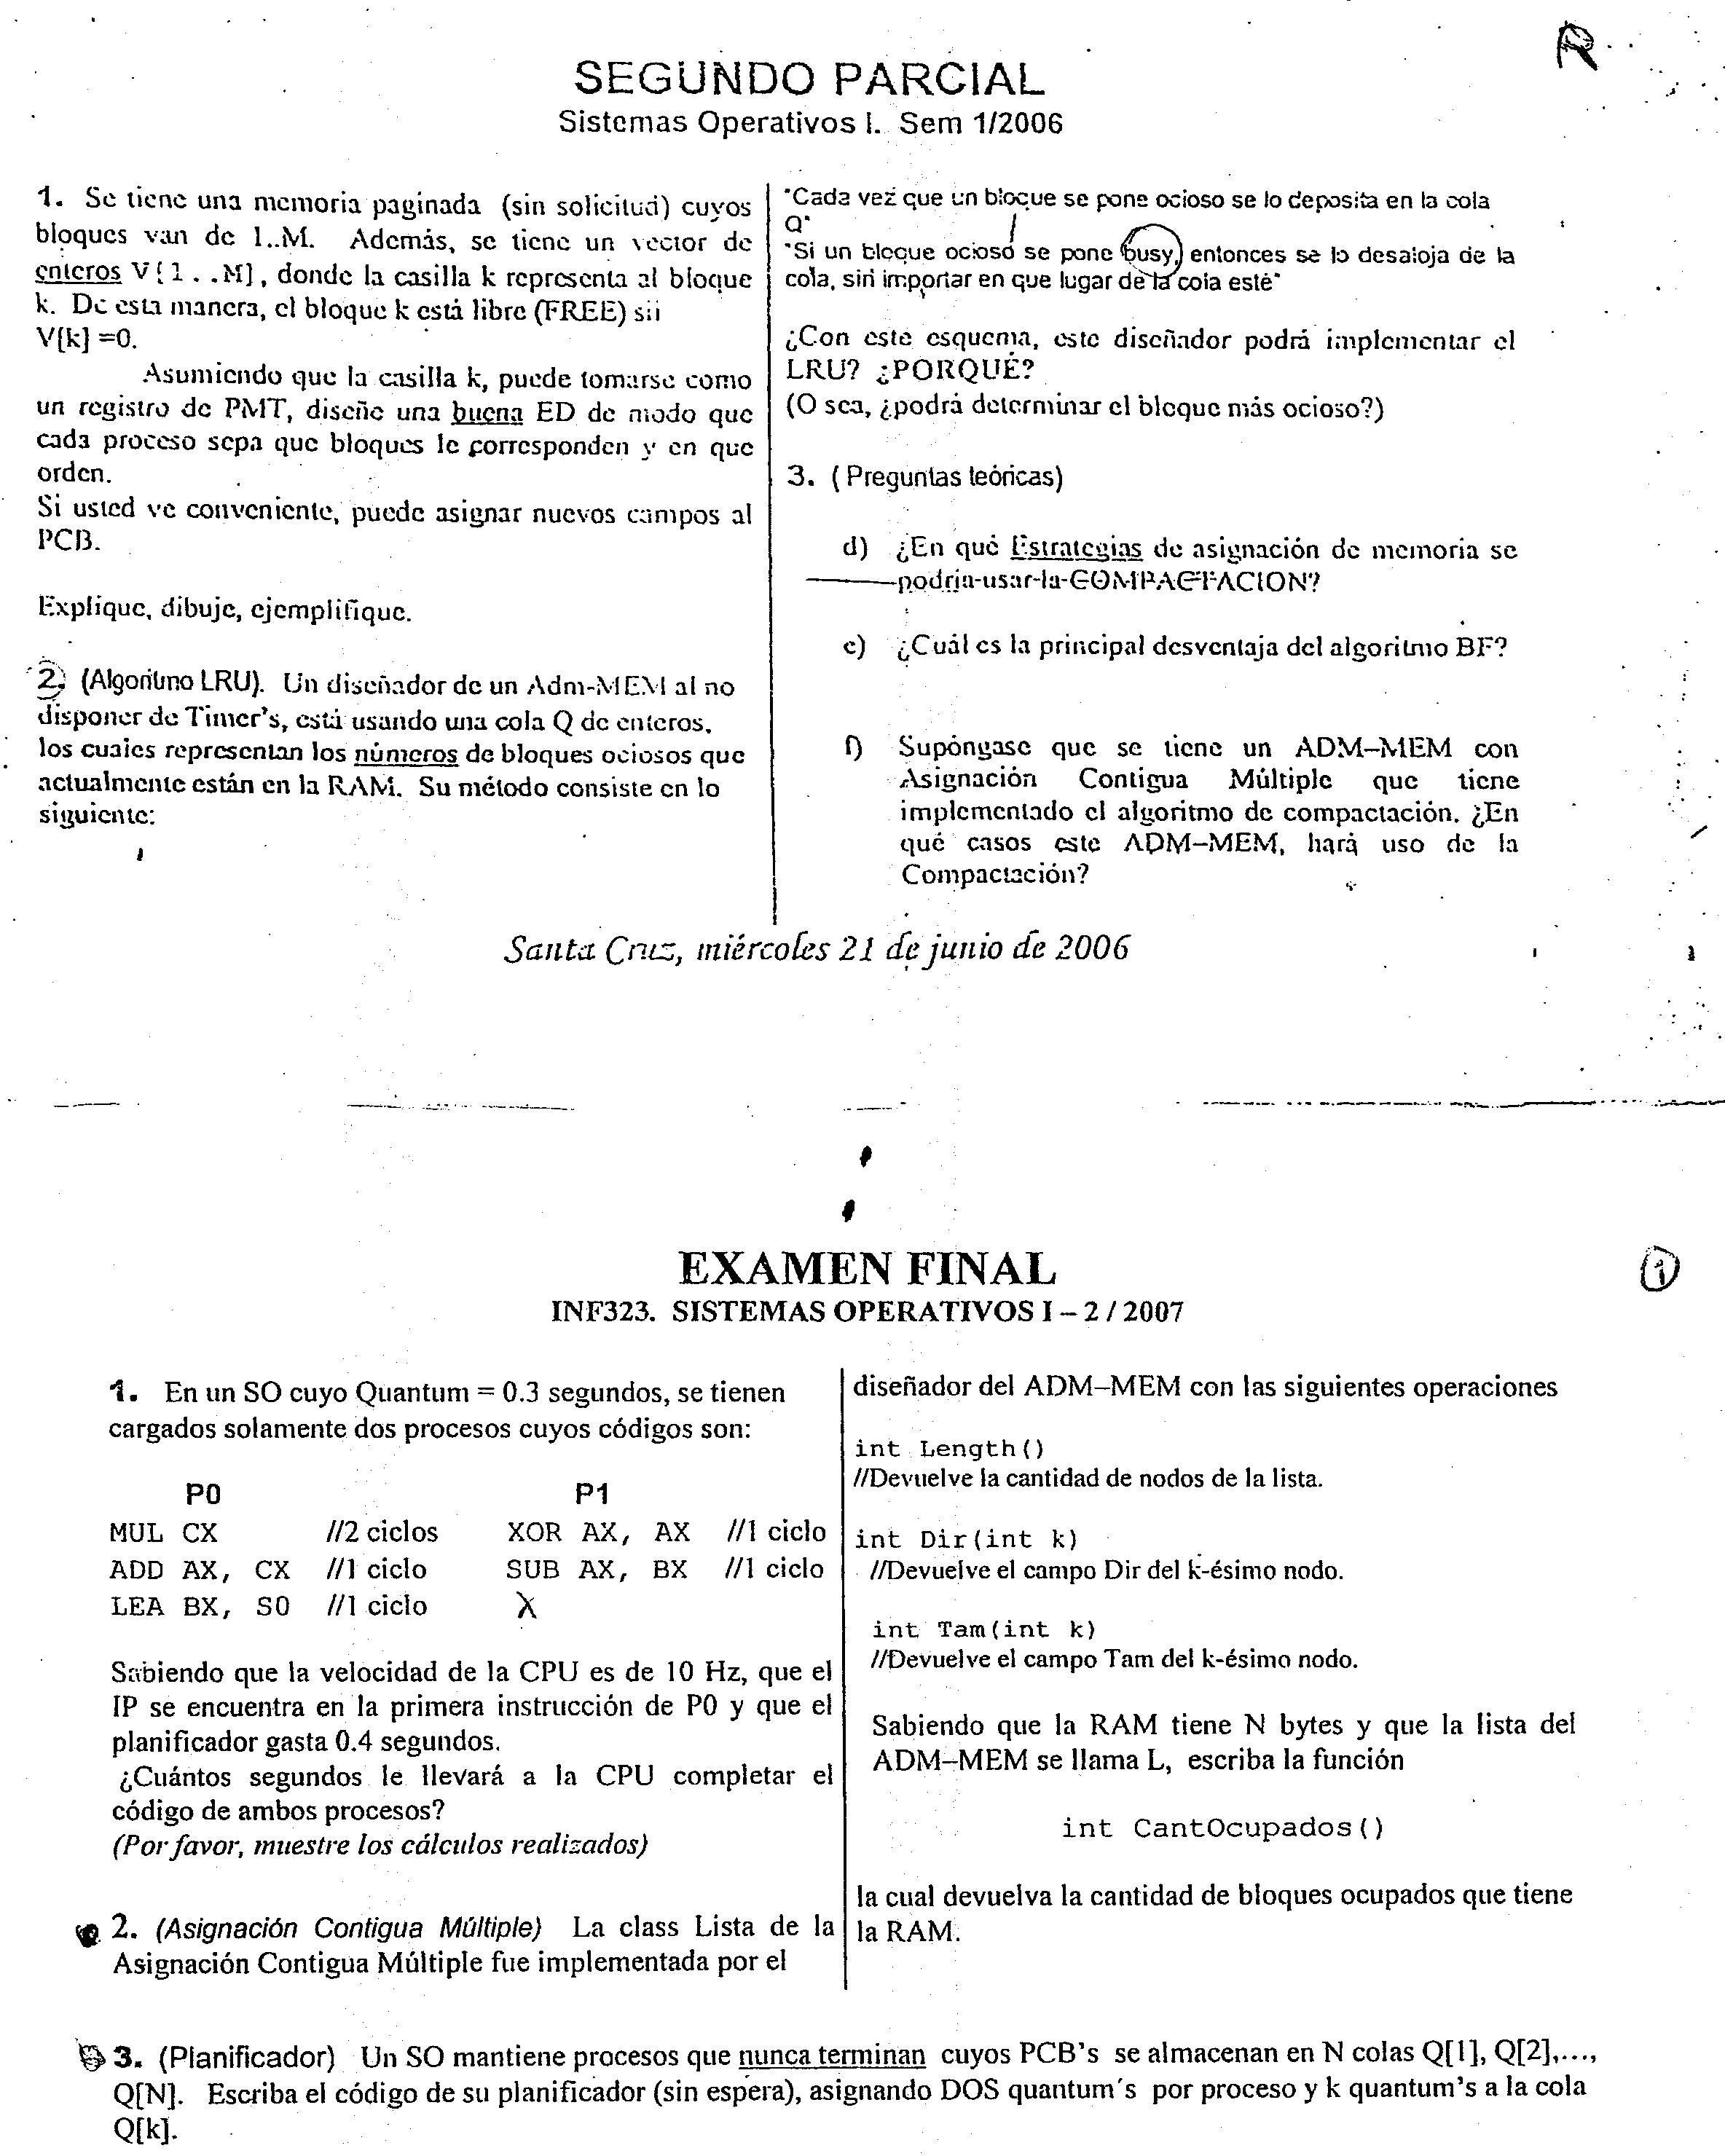 R
SEGUNDO PARCIAL
Sistemas Operativos I. Sem 1/2006
1. Se tiene una memoria paginada (sin solicitud) cuyos
bloques van de 1..M. Además, se tiene un vector de
enteros V[1..M], donde la casilla k representa al bloque
k. De esta manera, el bloque k está libre (FREE) sii
V[k] =0.
Asumiendo que la casilla k, puede tomarse como
un registro de PMT, diseñe una buena ED de modo que
cada proceso sepa que bloques le corresponden y en que
orden.
Si usted ve conveniente, puede asignar nuevos campos al
PCB.
Explique, dibuje, ejemplifique.
2. (Algoritmo LRU). Un diseñador de un Adm-MEM al no
disponer de Timer's, está usando una cola Q de enteros,
los cuales representan los números de bloques ociosos que
actualmente están en la RAM. Su método consiste en lo
siguiente:
"Cada vez que un bloque se pone ocioso se lo deposita en la cola
Q"
"Si un bloque ocioso se pone busy, entonces se lo desaloja de la
cola, sin importar en que lugar de la cola esté"
¿Con este esquema, este diseñador podrá implementar el
LRU? ¿PORQUÉ?
(O sea, ¿podrá determinar el bloque más ocioso?)
3. ( Preguntas teóricas)
d) ¿En qué Estrategias de asignación de memoria se
podria usar la COMPACTACION?
e) ¿Cuál es la principal desventaja del algoritmo BF?
f) Supóngase que se tiene un ADM–MEM con
Asignación Contigua Múltiple que tiene
implementado el algoritmo de compactación. ¿En
qué casos este ADM–MEM, hará uso de la
Compactación?
Santa Cruz, miércoles 21 de junio de 2006
EXAMEN FINAL
1
INF323. SISTEMAS OPERATIVOS I – 2 / 2007
1. En un SO cuyo Quantum = 0.3 segundos, se tienen
cargados solamente dos procesos cuyos códigos son:
P0 P1
MUL CX //2 ciclos XOR AX, AX //1 ciclo
ADD AX, CX //1 ciclo SUB AX, BX //1 ciclo
LEA BX, S0 //1 ciclo
Sabiendo que la velocidad de la CPU es de 10 Hz, que el
IP se encuentra en la primera instrucción de P0 y que el
planificador gasta 0.4 segundos.
¿Cuántos segundos le llevará a la CPU completar el
código de ambos procesos?
(Por favor, muestre los cálculos realizados)
2. (Asignación Contigua Múltiple) La class Lista de la
Asignación Contigua Múltiple fue implementada por el
diseñador del ADM–MEM con las siguientes operaciones
int Length()
//Devuelve la cantidad de nodos de la lista.
int Dir(int k)
//Devuelve el campo Dir del k-ésimo nodo.
int Tam(int k)
//Devuelve el campo Tam del k-ésimo nodo.
Sabiendo que la RAM tiene N bytes y que la lista del
ADM–MEM se llama L, escriba la función
int CantOcupados()
la cual devuelva la cantidad de bloques ocupados que tiene
la RAM.
3. (Planificador) Un SO mantiene procesos que nunca terminan cuyos PCB's se almacenan en N colas Q[1], Q[2],...,
Q[N]. Escriba el código de su planificador (sin espera), asignando DOS quantum´s por proceso y k quantum's a la cola
Q[k].